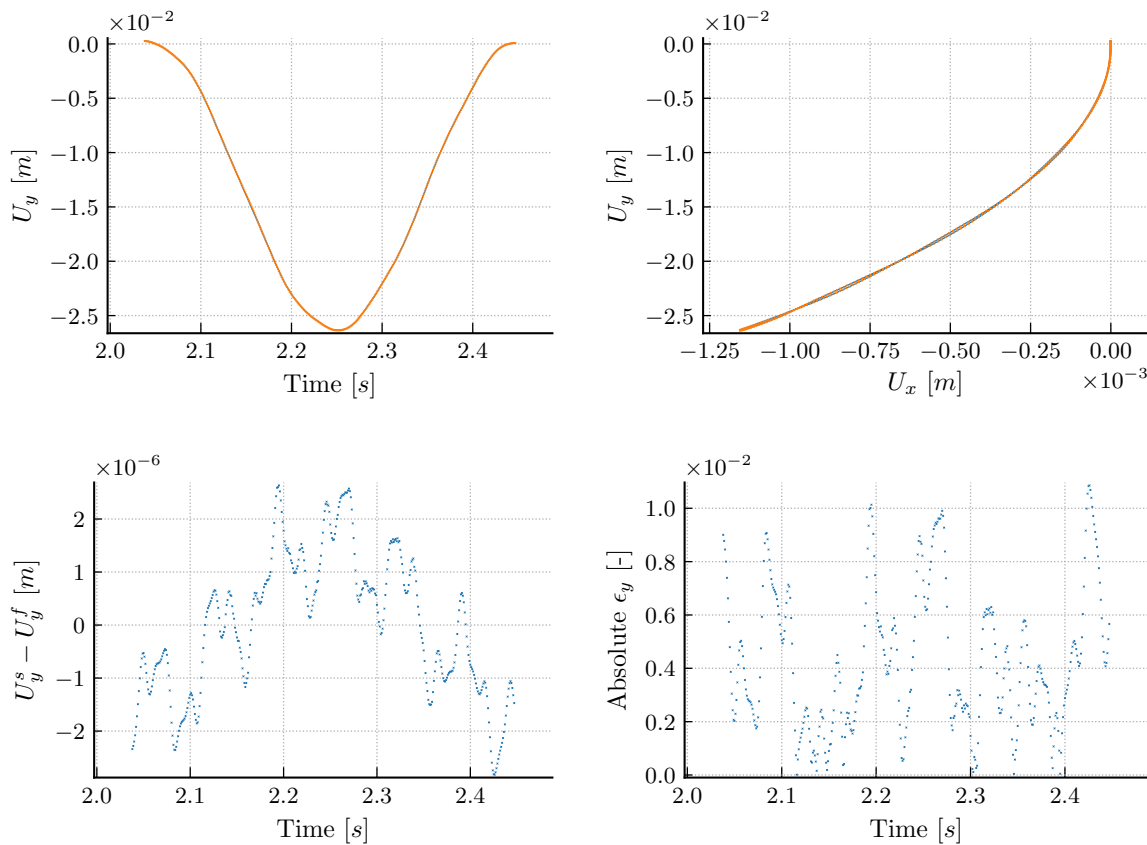 ×10⁻²
0.0
−0.5
−1.0
−1.5
−2.0
−2.5
U_y [m]
2.0 2.1 2.2 2.3 2.4
Time [s]
×10⁻²
0.0
−0.5
−1.0
−1.5
−2.0
−2.5
U_y [m]
−1.25 −1.00 −0.75 −0.50 −0.25 0.00
×10⁻³
U_x [m]
×10⁻⁶
2
1
0
−1
−2
U_y^s − U_y^f [m]
2.0 2.1 2.2 2.3 2.4
Time [s]
×10⁻²
1.0
0.8
0.6
0.4
0.2
0.0
Absolute ϵ_y [-]
2.0 2.1 2.2 2.3 2.4
Time [s]